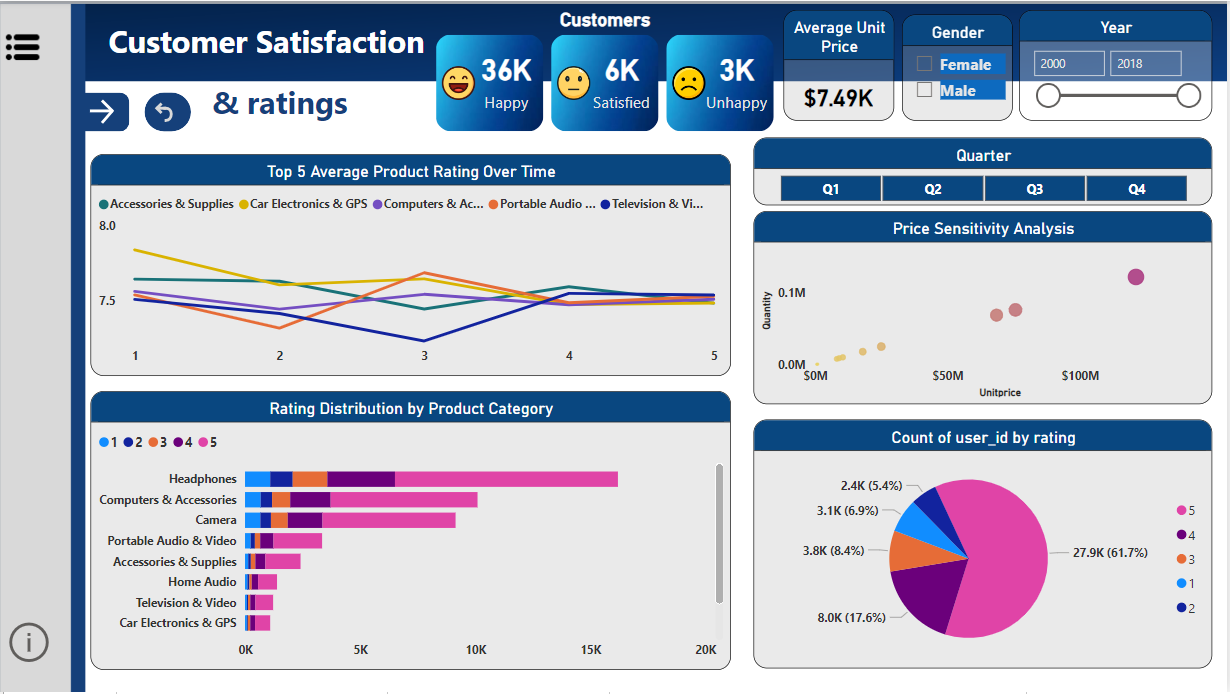 Customer Satisfaction
& ratings
Customers
36K
Happy
6K
Satisfied
3K
Unhappy
Average Unit
Price
$7.49K
Gender
Female
Male
Year
2000
2018
Quarter
Q1 Q2 Q3 Q4
Top 5 Average Product Rating Over Time
Accessories & Supplies Car Electronics & GPS Computers & Ac... Portable Audio ... Television & Vi...
8.0
7.5
1 2 3 4 5
Price Sensitivity Analysis
Quantity
0.1M
0.0M
$0M $50M $100M
Unitprice
Rating Distribution by Product Category
1 2 3 4 5
Headphones
Computers & Accessories
Camera
Portable Audio & Video
Accessories & Supplies
Home Audio
Television & Video
Car Electronics & GPS
0K 5K 10K 15K 20K
Count of user_id by rating
2.4K (5.4%)
3.1K (6.9%)
3.8K (8.4%)
8.0K (17.6%)
27.9K (61.7%)
5
4
3
1
2
i